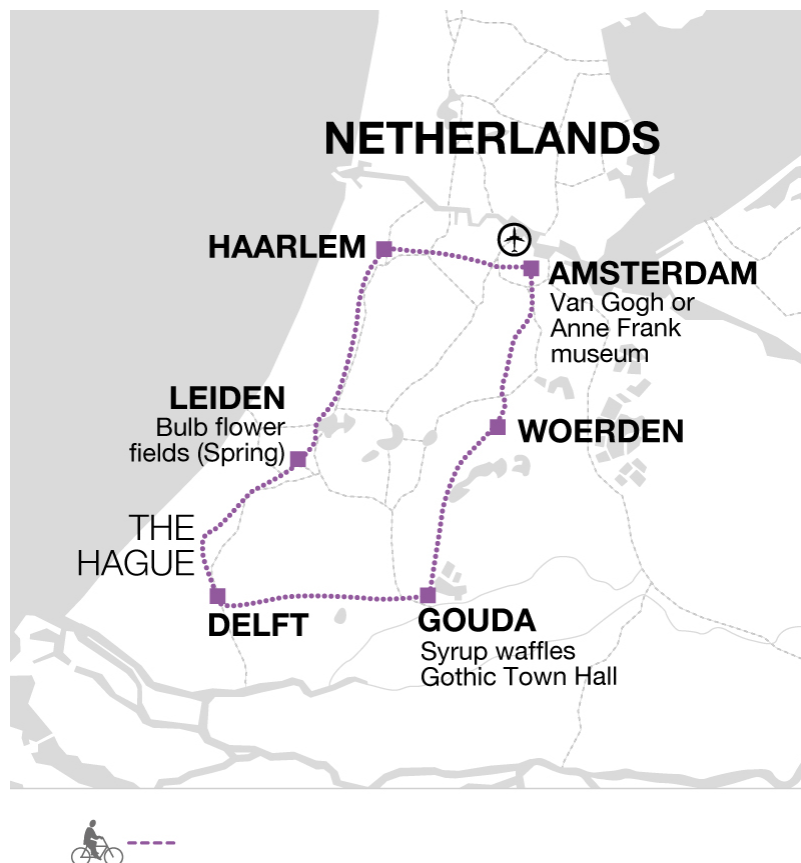 NETHERLANDS
HAARLEM
AMSTERDAM
Van Gogh or
Anne Frank
museum
LEIDEN
Bulb flower
fields (Spring)
WOERDEN
THE
HAGUE
DELFT
GOUDA
Syrup waffles
Gothic Town Hall